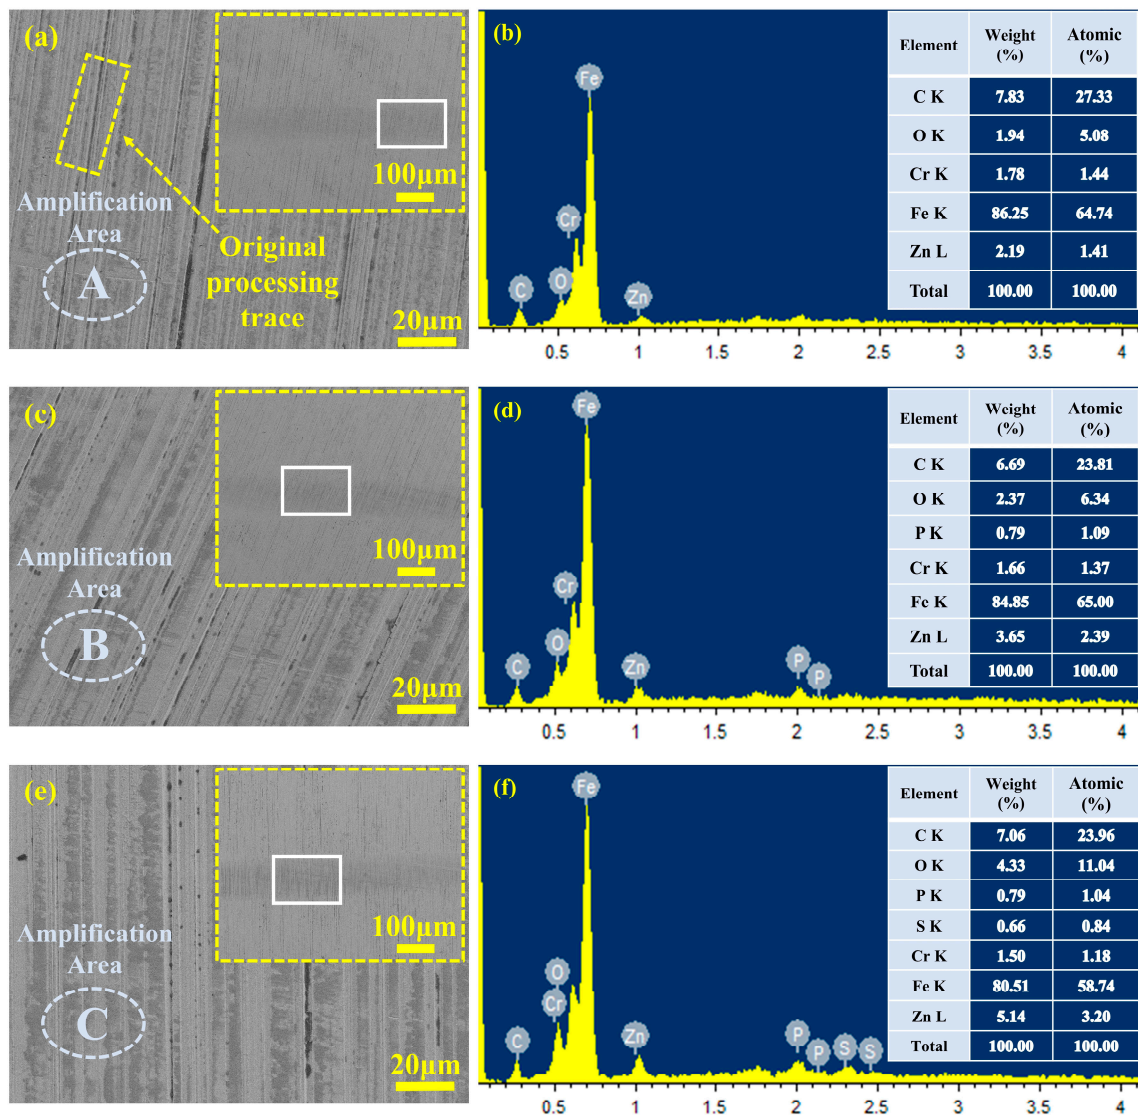 (a)
100μm
Amplification
Area
A
Original
processing
trace
20μm
(b)
Fe
Cr
O
C
Zn
0.5 1 1.5 2 2.5 3 3.5 4
Element Weight (%) Atomic (%)
C K 7.83 27.33
O K 1.94 5.08
Cr K 1.78 1.44
Fe K 86.25 64.74
Zn L 2.19 1.41
Total 100.00 100.00
(c)
100μm
Amplification
Area
B
20μm
(d)
Fe
Cr
O
C
Zn
P
P
0.5 1 1.5 2 2.5 3 3.5 4
Element Weight (%) Atomic (%)
C K 6.69 23.81
O K 2.37 6.34
P K 0.79 1.09
Cr K 1.66 1.37
Fe K 84.85 65.00
Zn L 3.65 2.39
Total 100.00 100.00
(e)
100μm
Amplification
Area
C
20μm
(f)
Fe
O
Cr
C
Zn
P
P
S
S
0.5 1 1.5 2 2.5 3 3.5 4
Element Weight (%) Atomic (%)
C K 7.06 23.96
O K 4.33 11.04
P K 0.79 1.04
S K 0.66 0.84
Cr K 1.50 1.18
Fe K 80.51 58.74
Zn L 5.14 3.20
Total 100.00 100.00